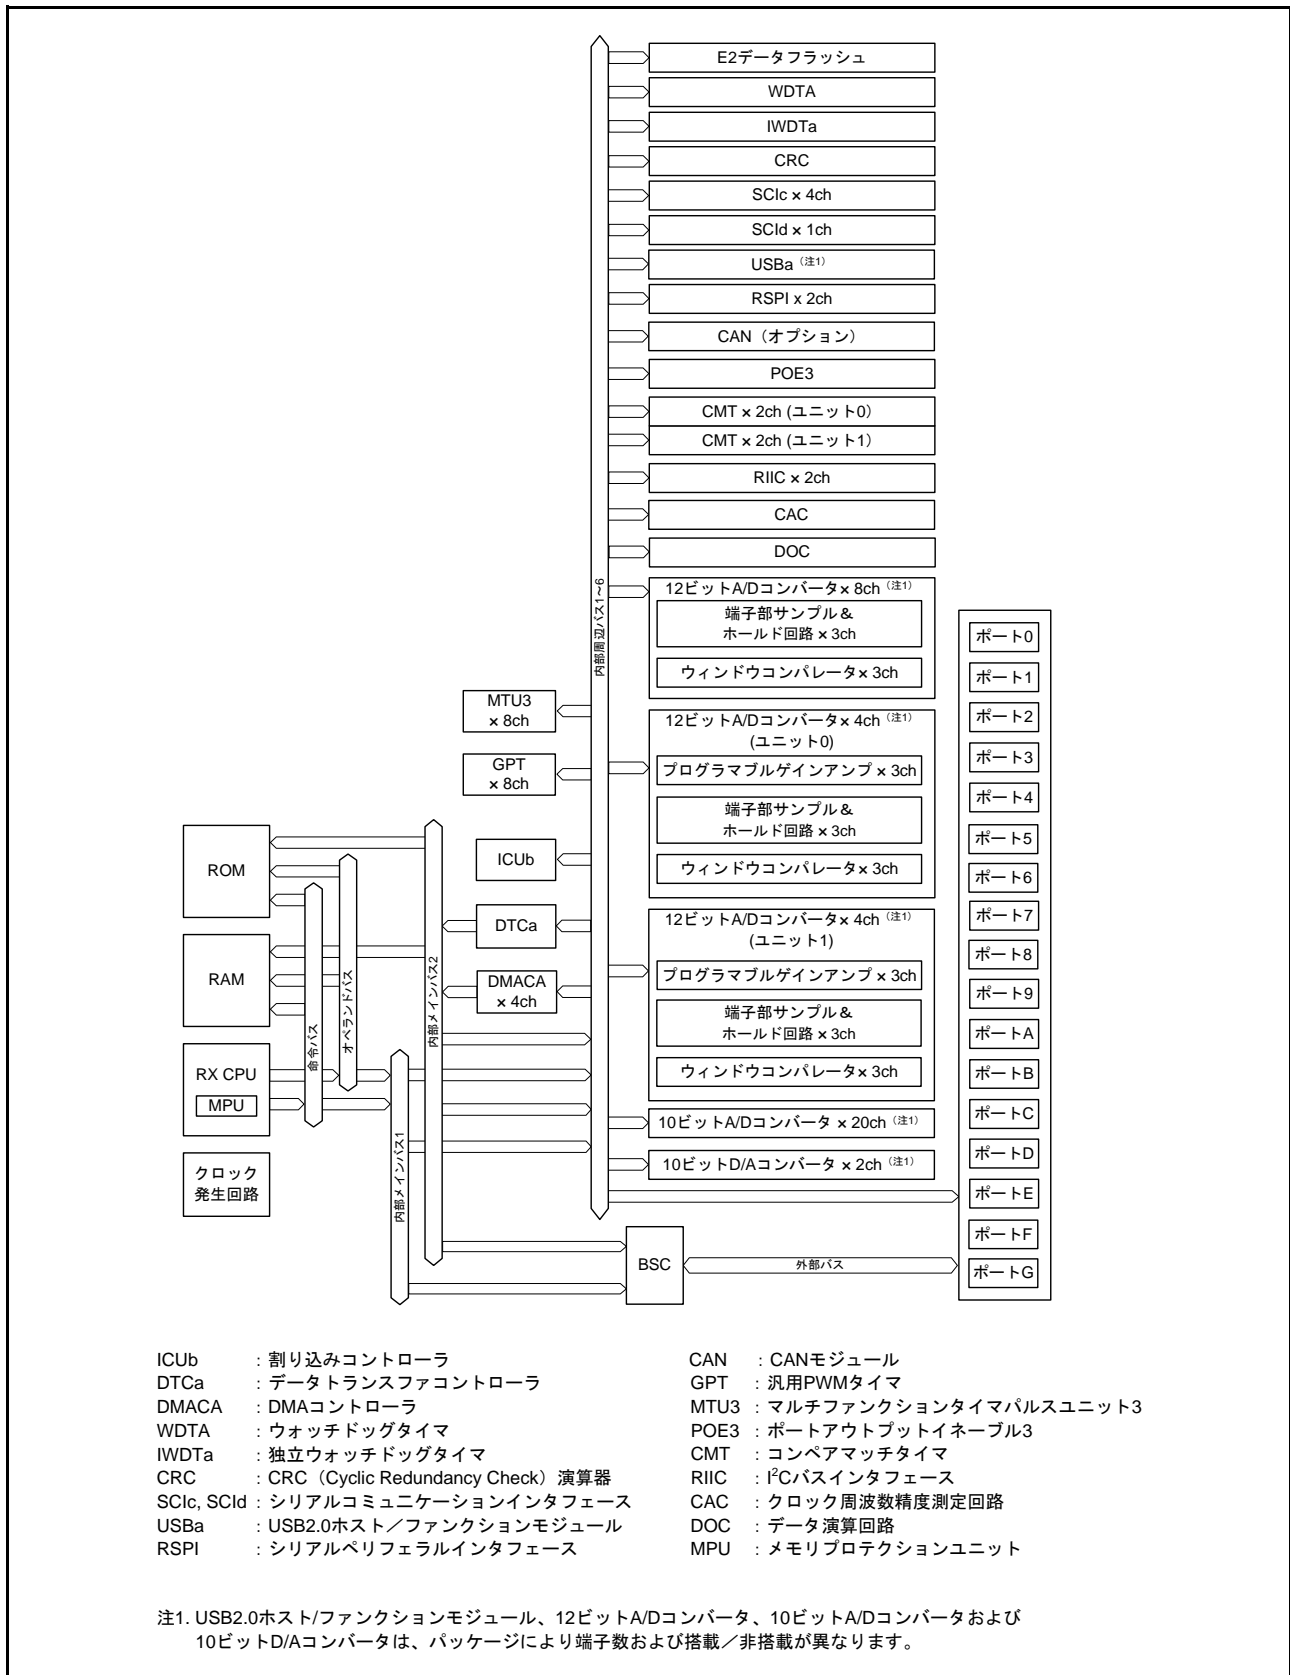 E2データフラッシュ
WDTA
IWDTa
CRC
SCIc × 4ch
SCId × 1ch
USBa （注1）
RSPI x 2ch
CAN（オプション）
POE3
CMT × 2ch (ユニット0）
CMT × 2ch (ユニット1）
RIIC × 2ch
CAC
DOC
内部周辺バス1～6
12ビットA/Dコンバータ× 8ch （注1）
端子部サンプル＆
ホールド回路 × 3ch
ウィンドウコンパレータ× 3ch
12ビットA/Dコンバータ× 4ch （注1）
(ユニット0)
プログラマブルゲインアンプ × 3ch
端子部サンプル＆
ホールド回路 × 3ch
ウィンドウコンパレータ× 3ch
12ビットA/Dコンバータ× 4ch （注1）
(ユニット1)
プログラマブルゲインアンプ × 3ch
端子部サンプル＆
ホールド回路 × 3ch
ウィンドウコンパレータ× 3ch
10ビットA/Dコンバータ × 20ch （注1）
10ビットD/Aコンバータ × 2ch （注1）
ポート0
ポート1
ポート2
ポート3
ポート4
ポート5
ポート6
ポート7
ポート8
ポート9
ポートA
ポートB
ポートC
ポートD
ポートE
ポートF
ポートG
MTU3
× 8ch
GPT
× 8ch
ICUb
DTCa
DMACA
× 4ch
ROM
RAM
RX CPU
MPU
クロック
発生回路
命令バス
オペランドバス
内部メインバス1
内部メインバス2
BSC
外部バス
ICUb ：割り込みコントローラ
DTCa ：データトランスファコントローラ
DMACA ：DMAコントローラ
WDTA ：ウォッチドッグタイマ
IWDTa ：独立ウォッチドッグタイマ
CRC ：CRC（Cyclic Redundancy Check）演算器
SCIc, SCId ：シリアルコミュニケーションインタフェース
USBa ：USB2.0ホスト／ファンクションモジュール
RSPI ：シリアルペリフェラルインタフェース
CAN ：CANモジュール
GPT ：汎用PWMタイマ
MTU3 ：マルチファンクションタイマパルスユニット3
POE3 ：ポートアウトプットイネーブル3
CMT ：コンペアマッチタイマ
RIIC ：I²Cバスインタフェース
CAC ：クロック周波数精度測定回路
DOC ：データ演算回路
MPU ：メモリプロテクションユニット
注1. USB2.0ホスト/ファンクションモジュール、12ビットA/Dコンバータ、10ビットA/Dコンバータおよび
10ビットD/Aコンバータは、パッケージにより端子数および搭載／非搭載が異なります。